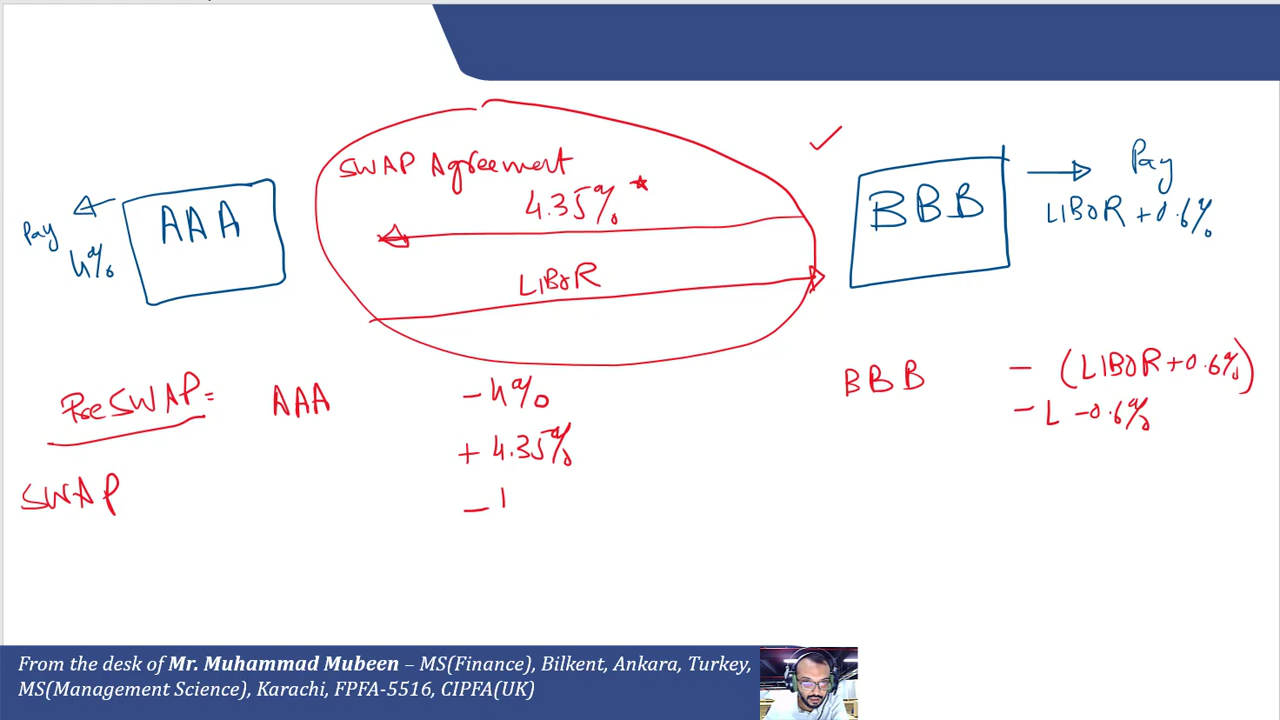 SWAP Agreement
4.35% *
LIBOR
AAA
Pay
4%
BBB
Pay
LIBOR + 0.6%
Pre SWAP = AAA - 4% BBB - (LIBOR + 0.6%)
+ 4.35% - L - 0.6%
SWAP -
From the desk of Mr. Muhammad Mubeen – MS(Finance), Bilkent, Ankara, Turkey,
MS(Management Science), Karachi, FPFA-5516, CIPFA(UK)